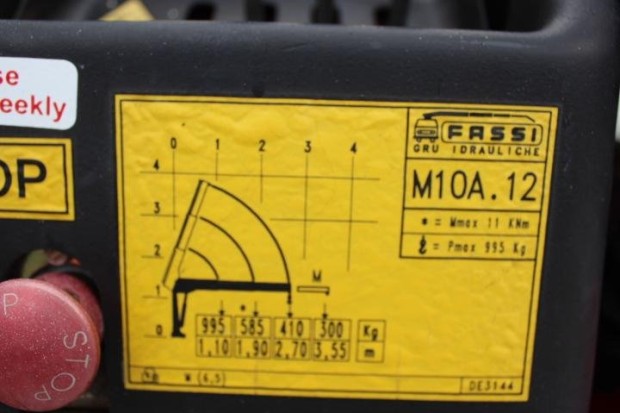 se
eekly
OP
P
STOP
FASSI
GRU IDRAULICHE
M10A.12
* = Mmax 11 KNm
= Pmax 995 Kg
0 1 2 3 4
4
3
2
1
0
M
*
995 585 410 300 Kg
1,10 1,90 2,70 3,55 m
W (6,5)
DE3144